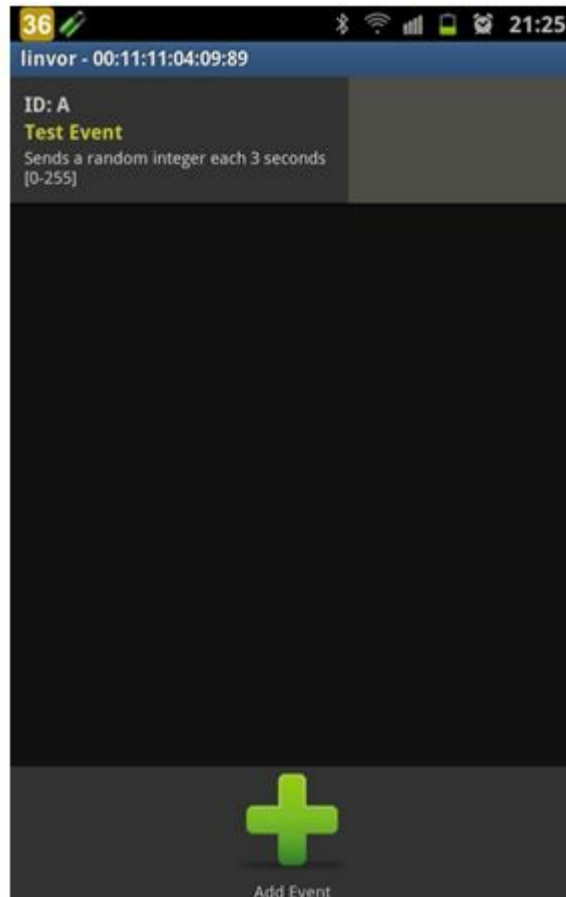 36 21:25
linvor - 00:11:11:04:09:89
ID: A
Test Event
Sends a random integer each 3 seconds
[0-255]
Add Event